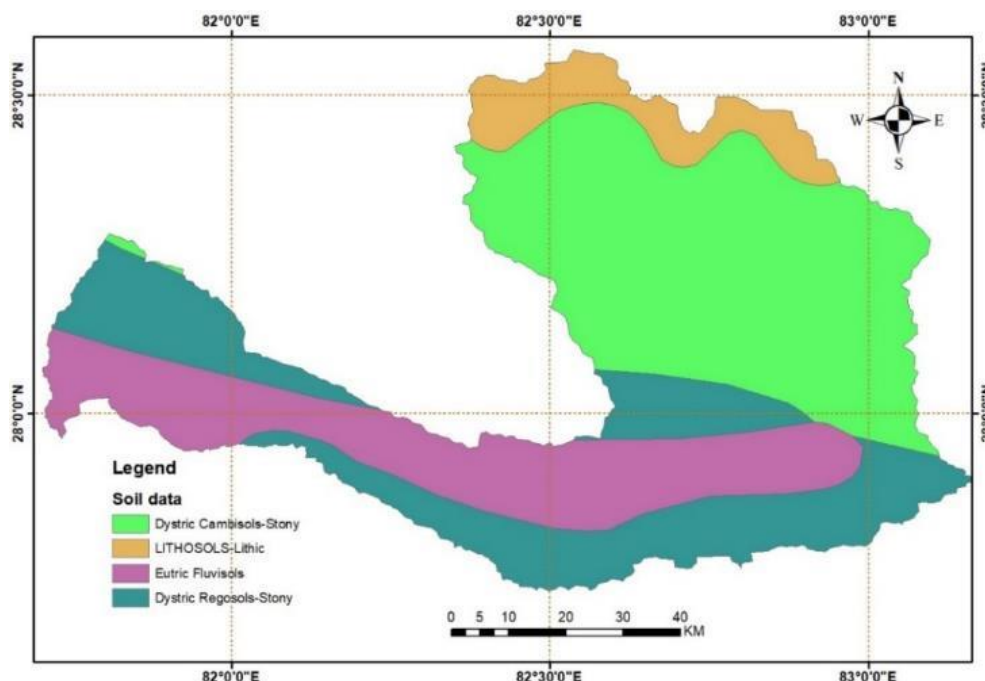 82°0'0"E 82°30'0"E 83°0'0"E
28°30'0"N
N
W E
S
28°0'0"N
Legend
Soil data
Dystric Cambisols-Stony
LITHOSOLS-Lithic
Eutric Fluvisols
Dystric Regosols-Stony
0 5 10 20 30 40
KM
82°0'0"E 82°30'0"E 83°0'0"E